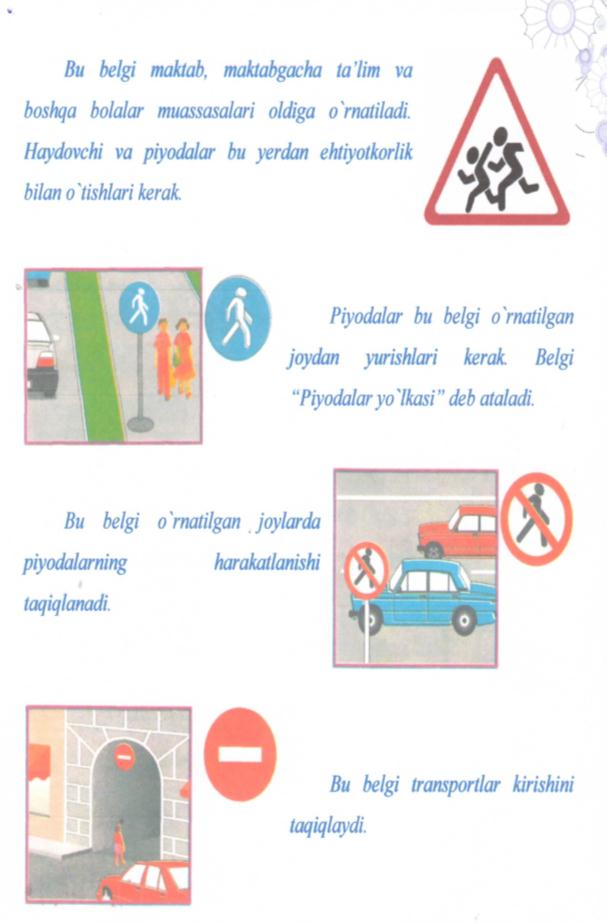 Bu belgi maktab, maktabgacha ta'lim va
boshqa bolalar muassasalari oldiga o`rnatiladi.
Haydovchi va piyodalar bu yerdan ehtiyotkorlik
bilan o`tishlari kerak.
Piyodalar bu belgi o`rnatilgan
joydan yurishlari kerak. Belgi
“Piyodalar yo`lkasi” deb ataladi.
Bu belgi o`rnatilgan joylarda
piyodalarning harakatlanishi
taqiqlanadi.
Bu belgi transportlar kirishini
taqiqlaydi.